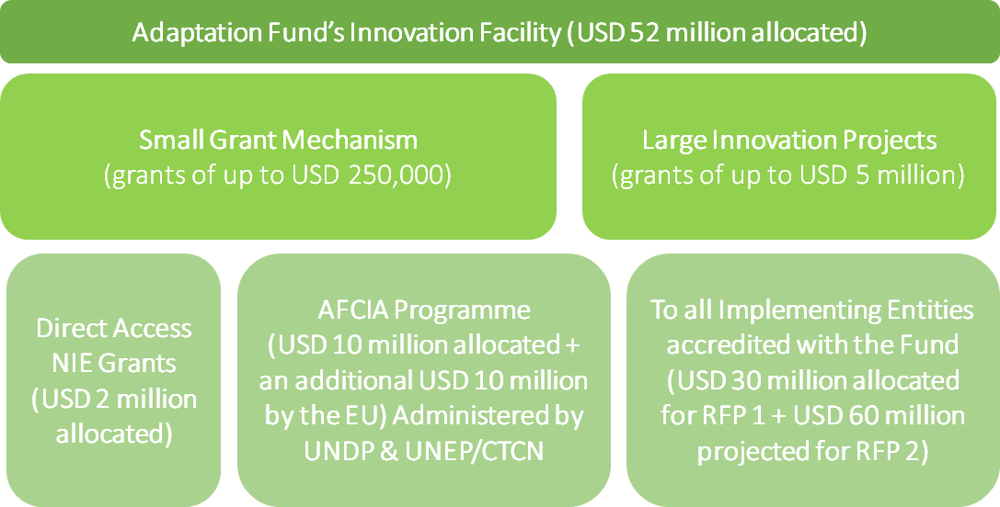 Adaptation Fund's Innovation Facility (USD 52 million allocated)
Small Grant Mechanism
(grants of up to USD 250,000)
Large Innovation Projects
(grants of up to USD 5 million)
Direct Access
NIE Grants
(USD 2 million
allocated)
AFCIA Programme
(USD 10 million allocated +
an additional USD 10 million
by the EU) Administered by
UNDP & UNEP/CTCN
To all Implementing Entities
accredited with the Fund
(USD 30 million allocated
for RFP 1 + USD 60 million
projected for RFP 2)